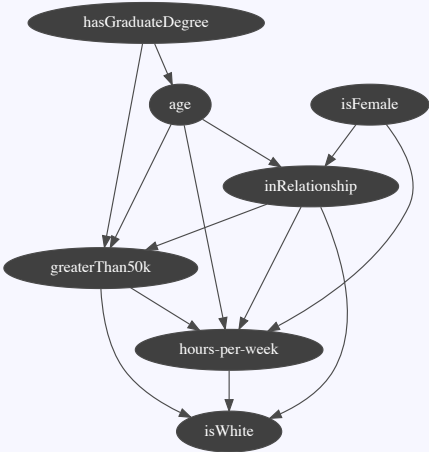 hasGraduateDegree
age
isFemale
inRelationship
greaterThan50k
hours-per-week
isWhite